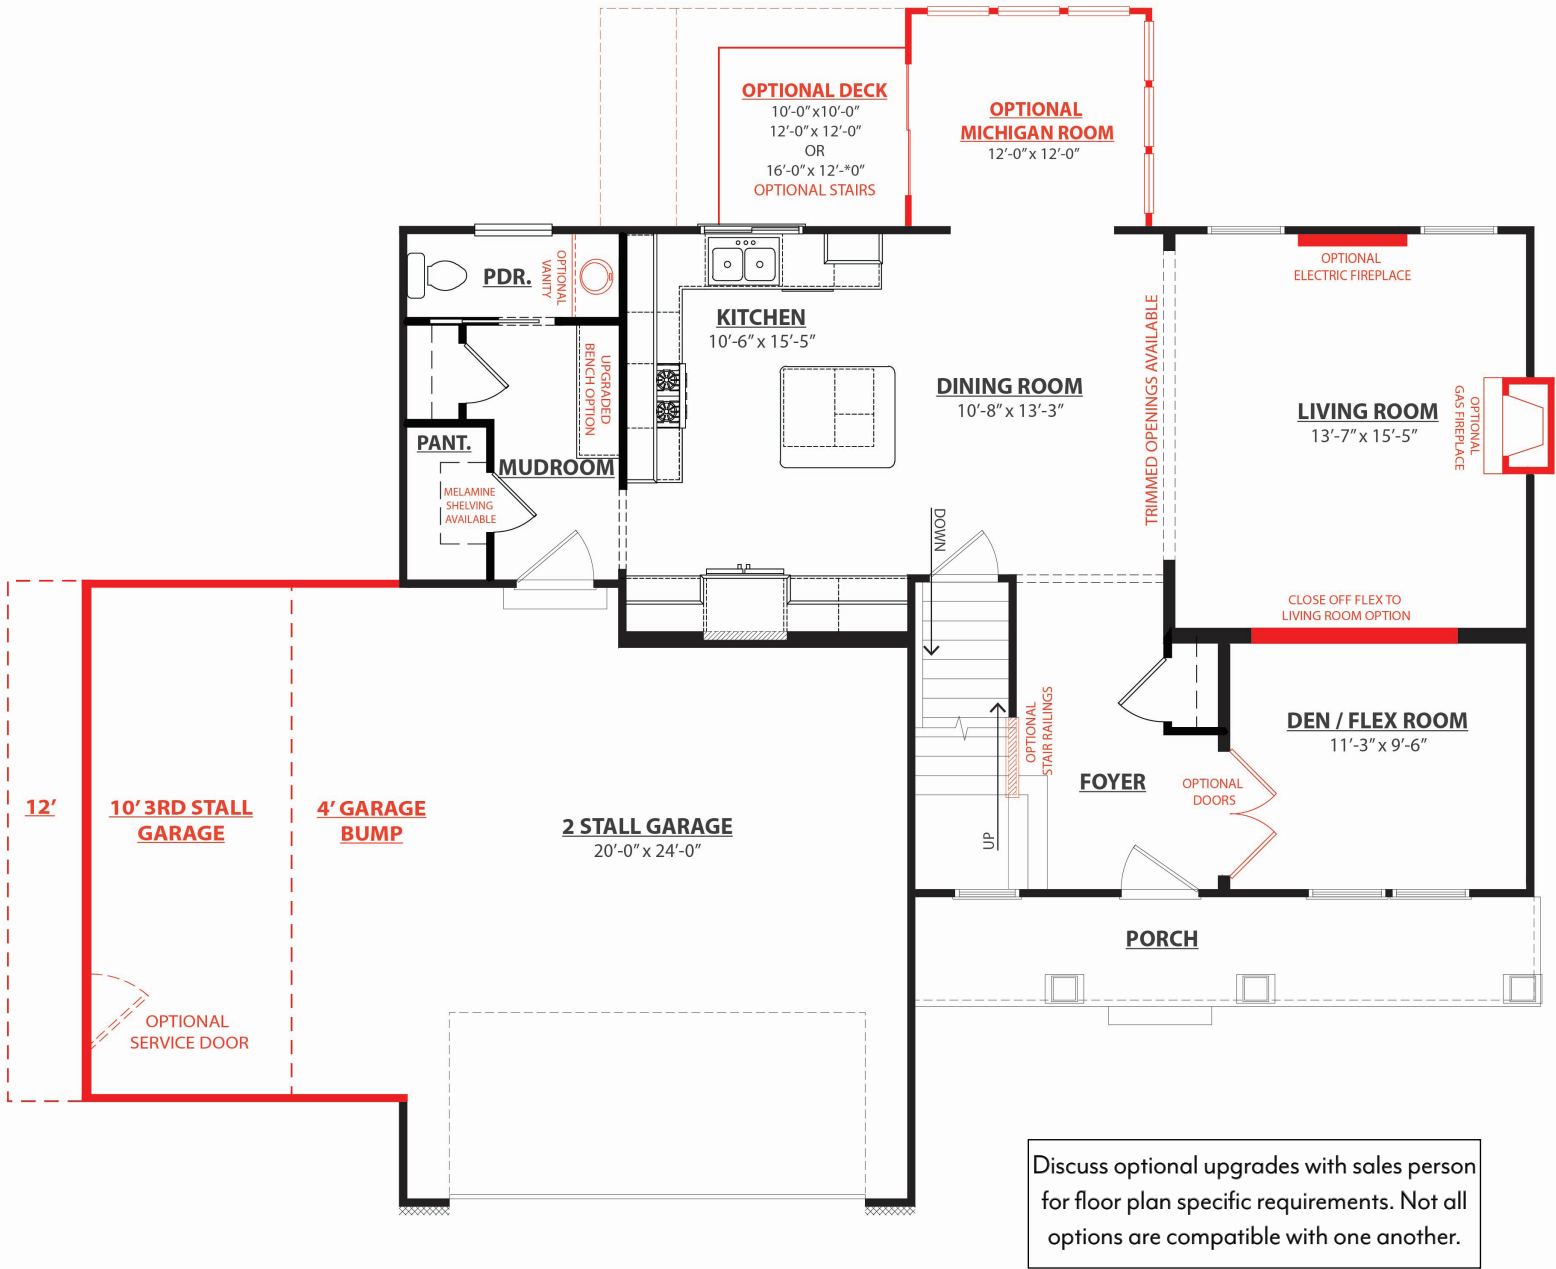 OPTIONAL DECK
10'-0" x10'-0"
12'-0" x 12'-0"
OR
16'-0" x 12'-*0"
OPTIONAL STAIRS
OPTIONAL
MICHIGAN ROOM
12'-0" x 12'-0"
PDR.
OPTIONAL
VANITY
KITCHEN
10'-6" x 15'-5"
UPGRADED
BENCH OPTION
DINING ROOM
10'-8" x 13'-3"
TRIMMED OPENINGS AVAILABLE
OPTIONAL
ELECTRIC FIREPLACE
LIVING ROOM
13'-7" x 15'-5"
OPTIONAL
GAS FIREPLACE
PANT.
MUDROOM
MELAMINE
SHELVING
AVAILABLE
DOWN
CLOSE OFF FLEX TO
LIVING ROOM OPTION
OPTIONAL
STAIR RAILINGS
DEN / FLEX ROOM
11'-3" x 9'-6"
FOYER
OPTIONAL
DOORS
UP
12'
10' 3RD STALL
GARAGE
4' GARAGE
BUMP
2 STALL GARAGE
20'-0" x 24'-0"
PORCH
OPTIONAL
SERVICE DOOR
Discuss optional upgrades with sales person
for floor plan specific requirements. Not all
options are compatible with one another.